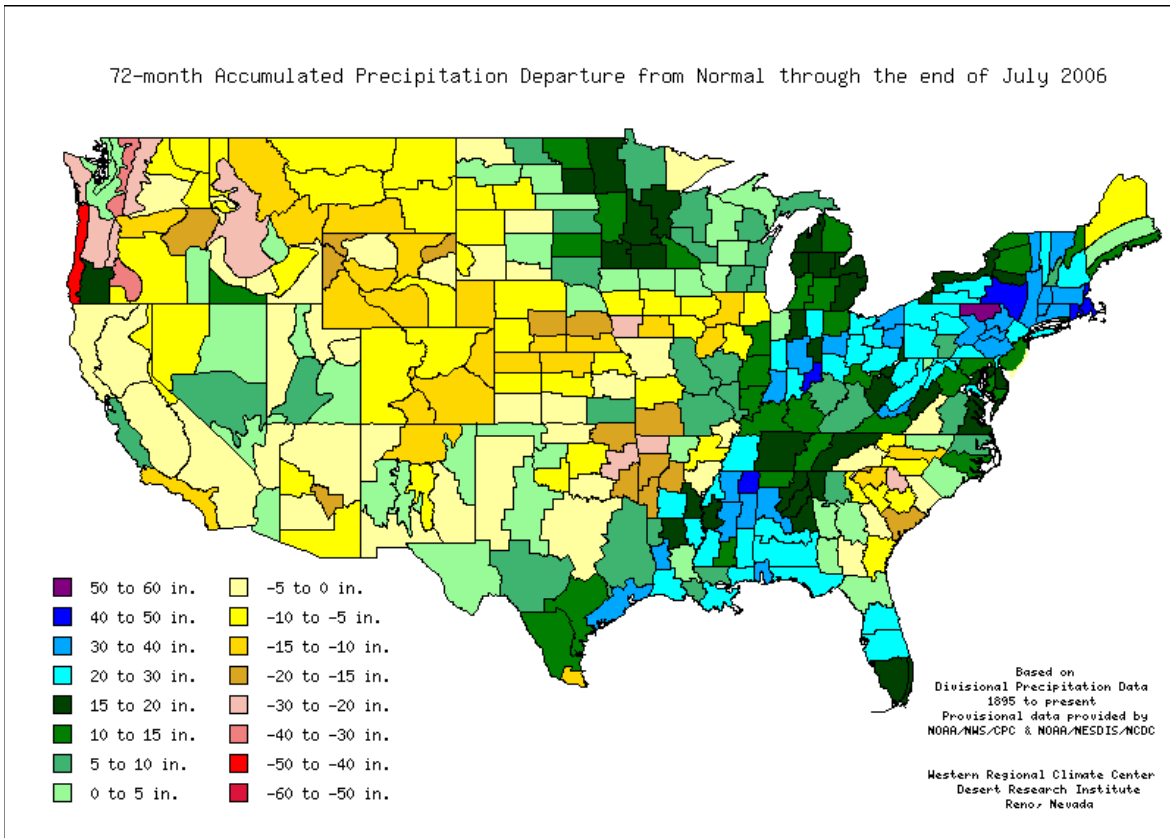 72-month Accumulated Precipitation Departure from Normal through the end of July 2006
50 to 60 in.
40 to 50 in.
30 to 40 in.
20 to 30 in.
15 to 20 in.
10 to 15 in.
5 to 10 in.
0 to 5 in.
-5 to 0 in.
-10 to -5 in.
-15 to -10 in.
-20 to -15 in.
-30 to -20 in.
-40 to -30 in.
-50 to -40 in.
-60 to -50 in.
Based on
Divisional Precipitation Data
1895 to present
Provisional data provided by
NOAA/NWS/CPC & NOAA/NESDIS/NCDC
Western Regional Climate Center
Desert Research Institute
Reno, Nevada